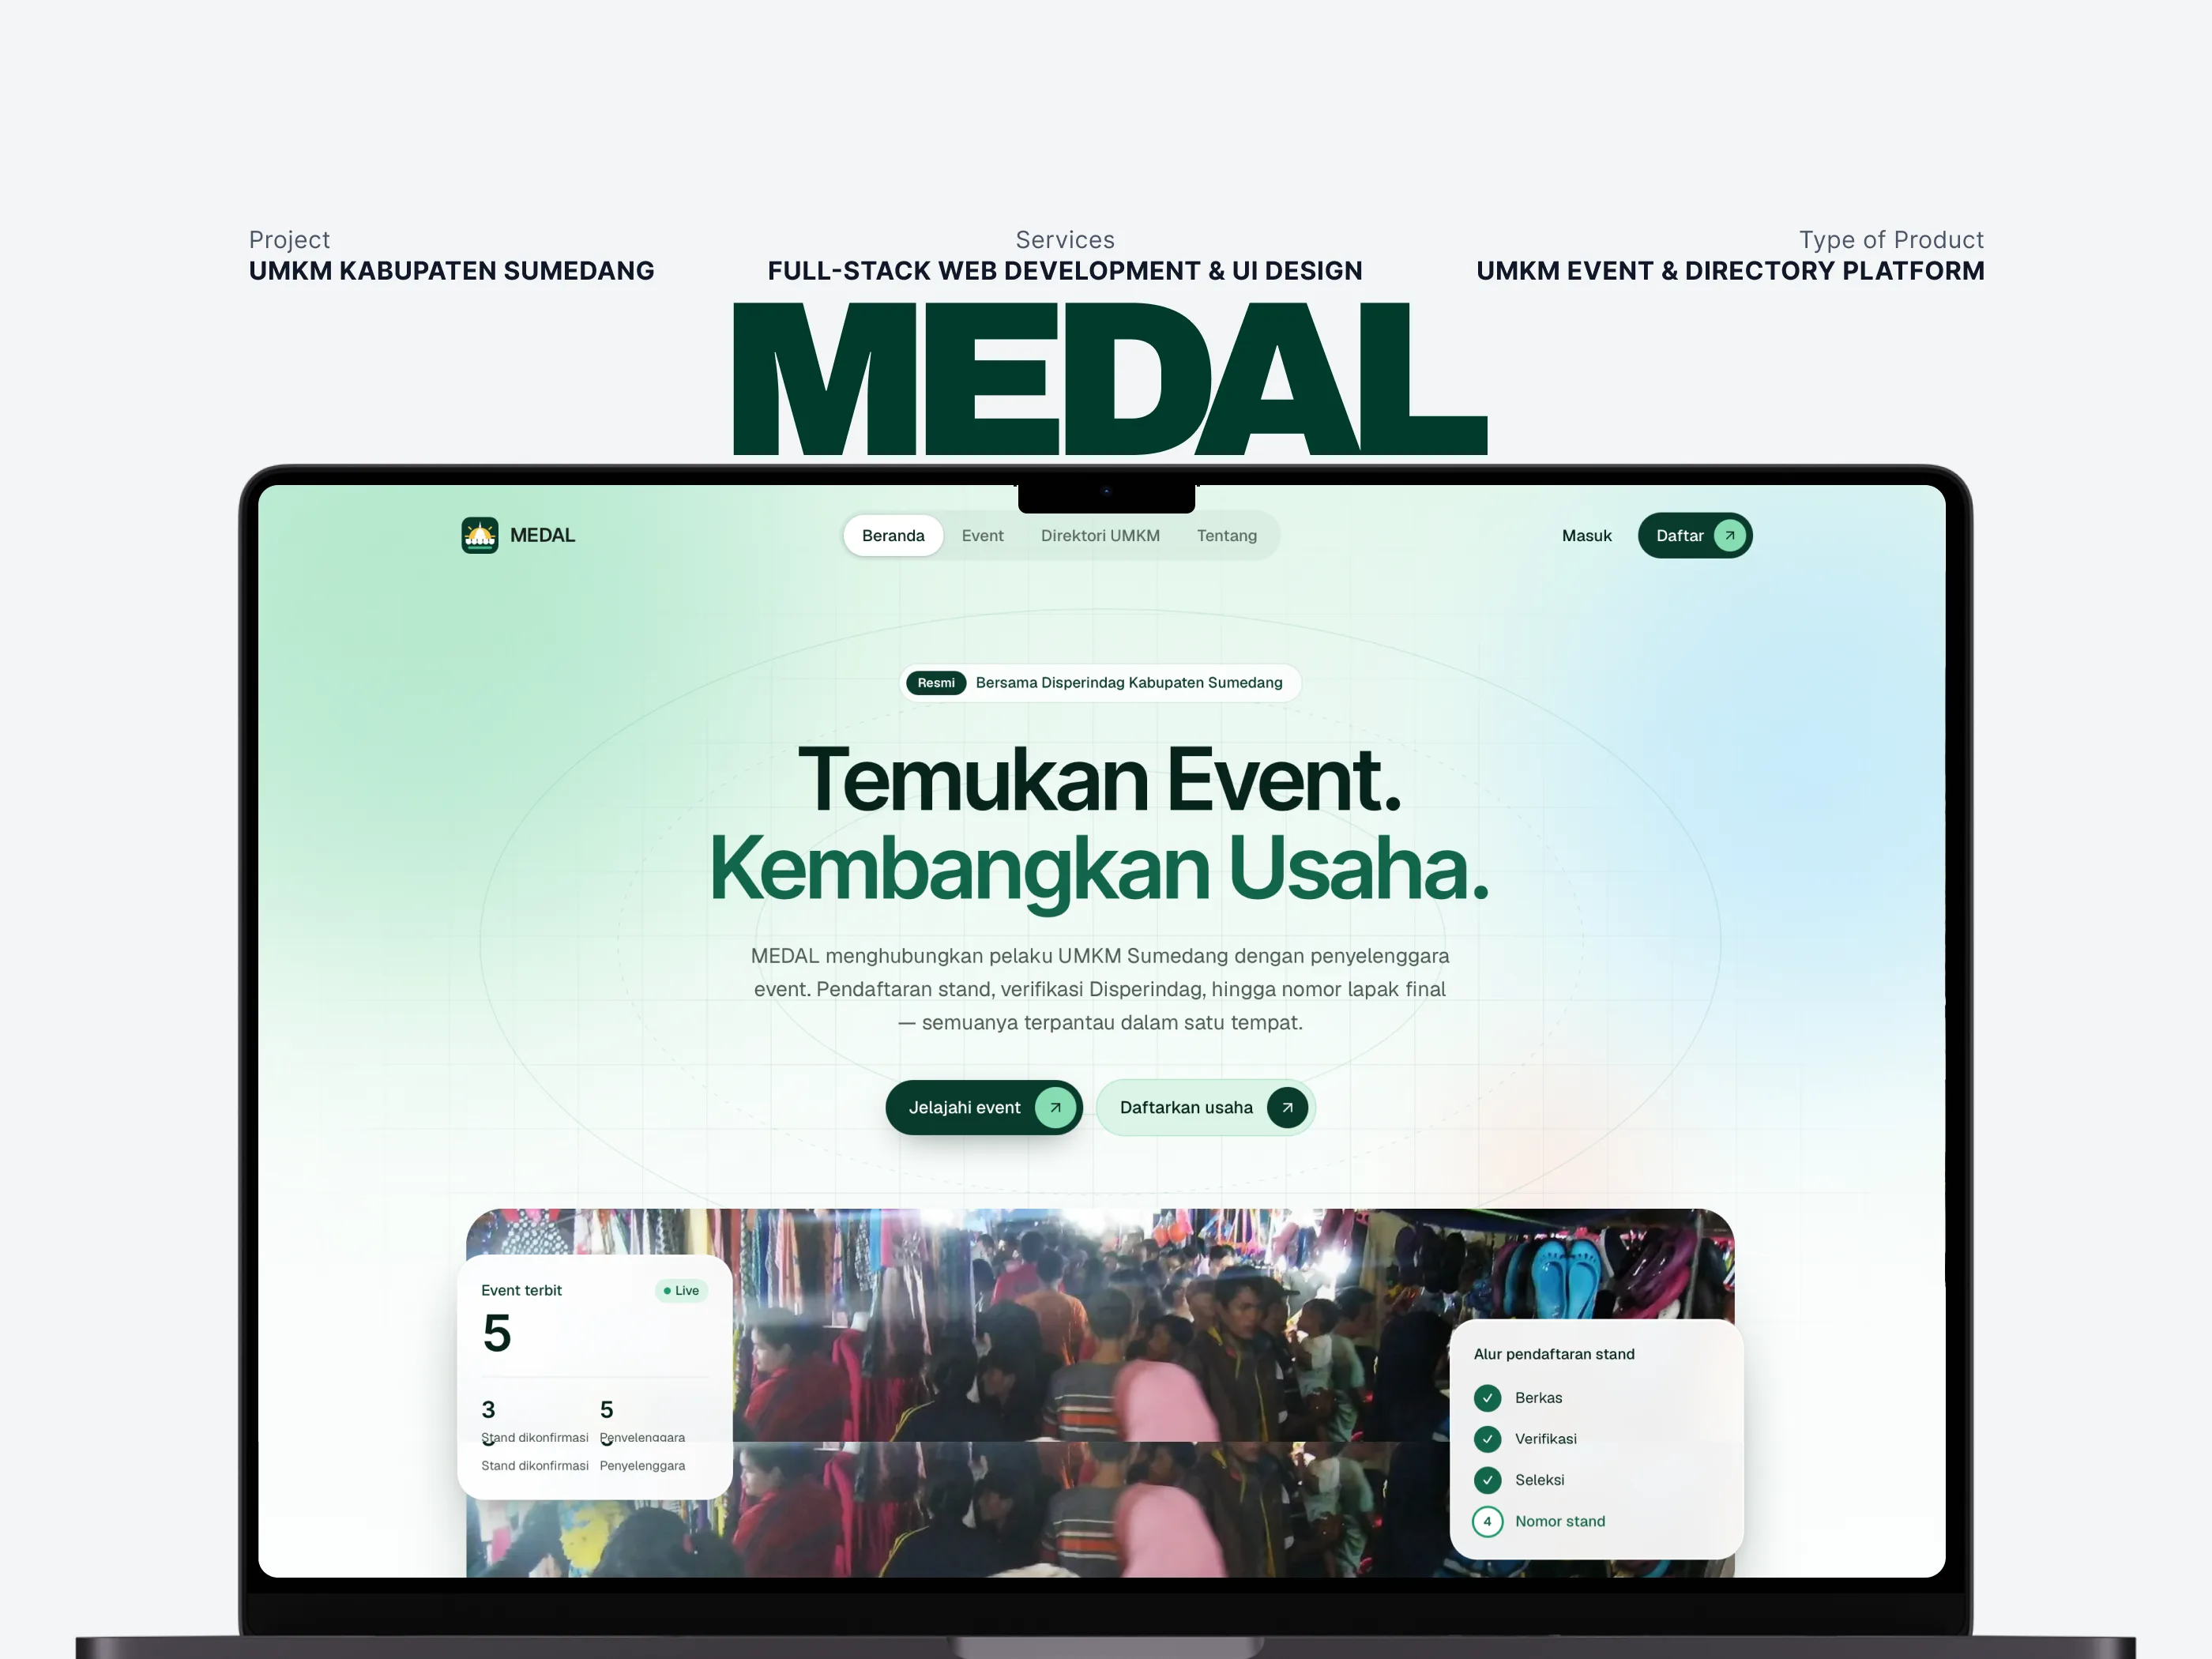 Project
UMKM KABUPATEN SUMEDANG
Services
FULL-STACK WEB DEVELOPMENT & UI DESIGN
Type of Product
UMKM EVENT & DIRECTORY PLATFORM
MEDAL
MEDAL
Beranda
Event
Direktori UMKM
Tentang
Masuk
Daftar
Resmi
Bersama Disperindag Kabupaten Sumedang
Temukan Event.
Kembangkan Usaha.
MEDAL menghubungkan pelaku UMKM Sumedang dengan penyelenggara
event. Pendaftaran stand, verifikasi Disperindag, hingga nomor lapak final
— semuanya terpantau dalam satu tempat.
Jelajahi event
Daftarkan usaha
Event terbit
Live
5
3
5
Stand dikonfirmasi
Penyelenggara
Stand dikonfirmasi
Penyelenggara
Alur pendaftaran stand
Berkas
Verifikasi
Seleksi
4
Nomor stand